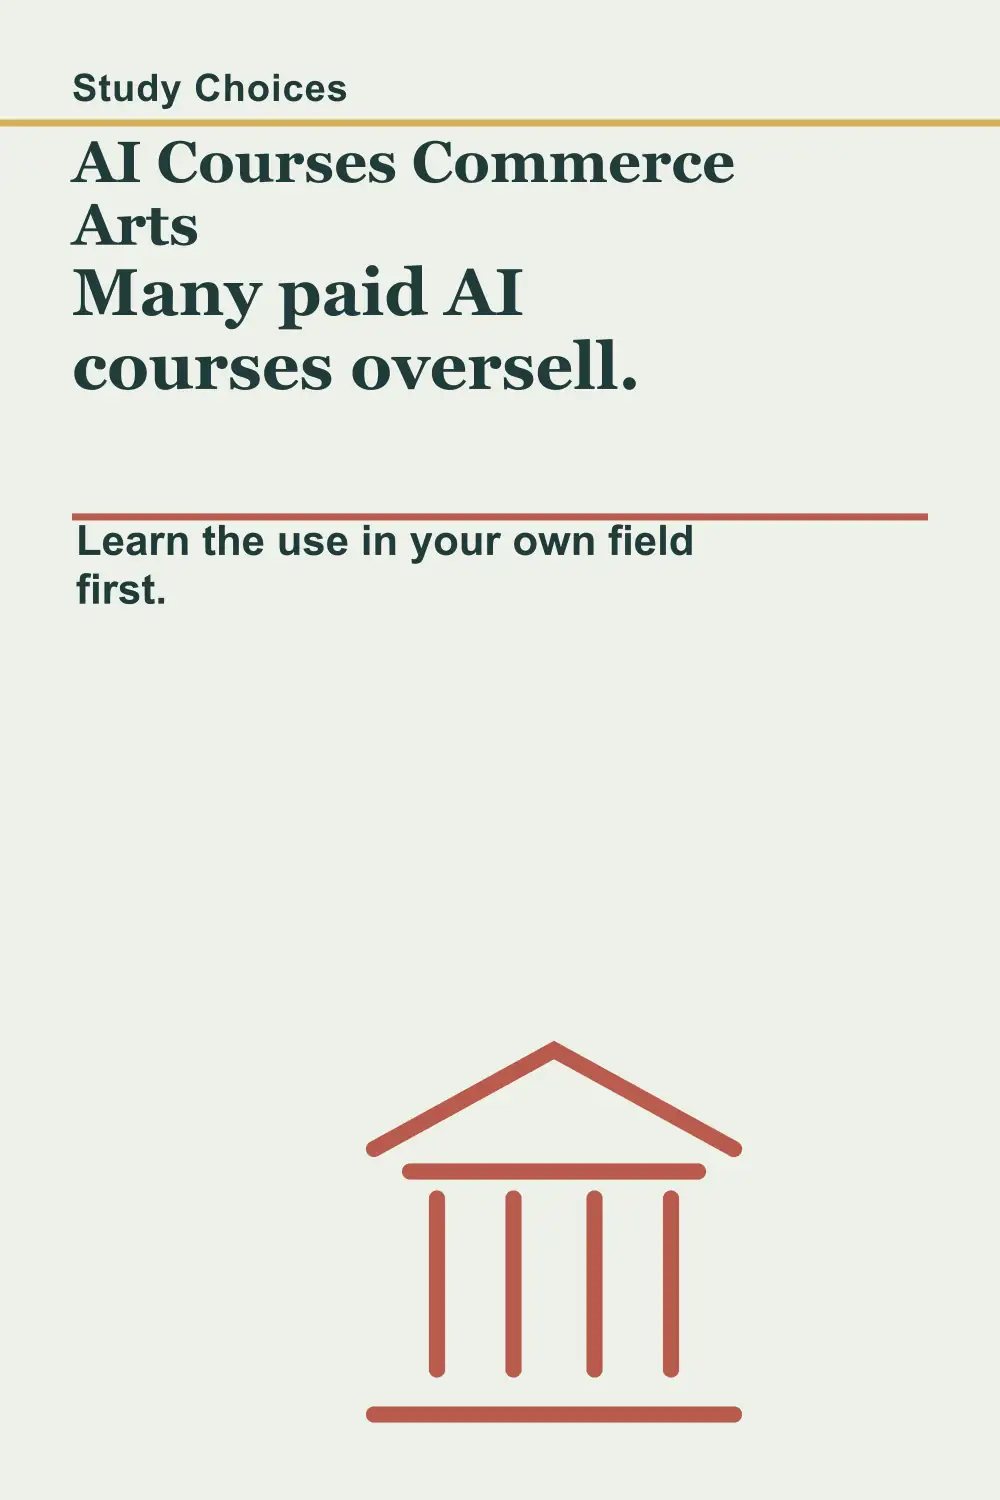 Study Choices
AI Courses Commerce
Arts
Many paid AI
courses oversell.
Learn the use in your own field
first.